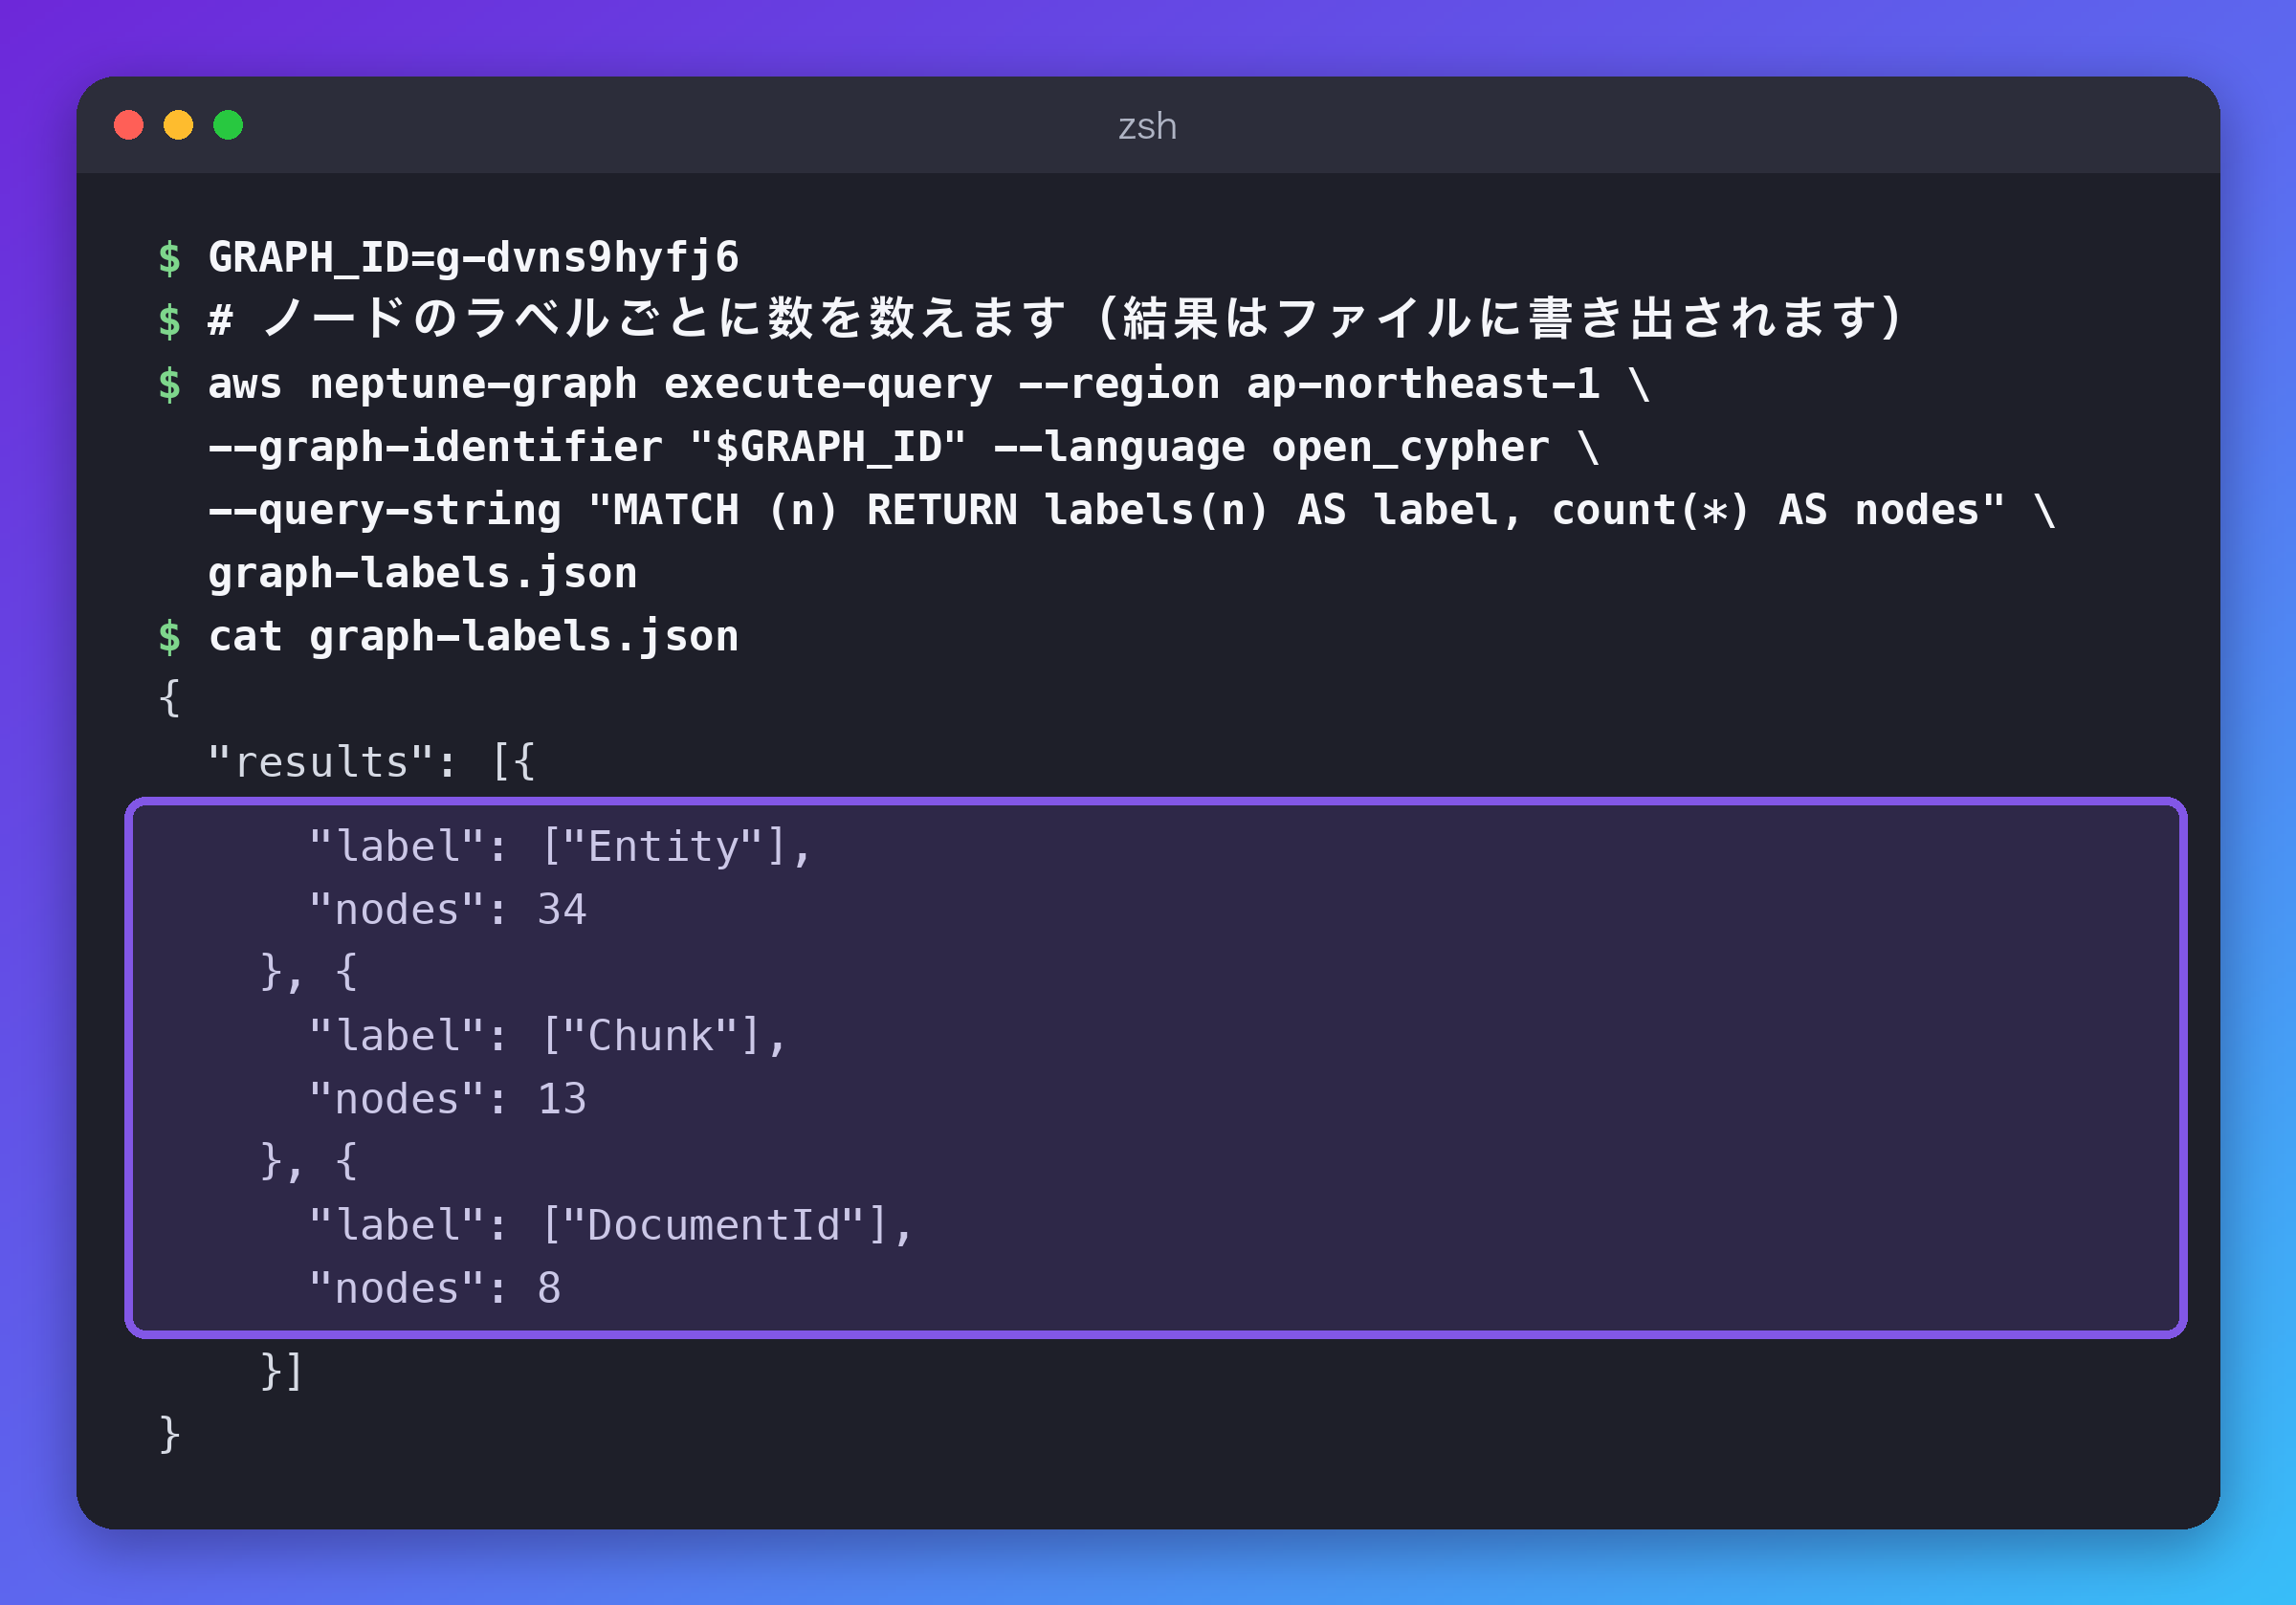 zsh
$ GRAPH_ID=g-dvns9hyfj6
$ # ノードのラベルごとに数を数えます（結果はファイルに書き出されます）
$ aws neptune-graph execute-query --region ap-northeast-1 \
  --graph-identifier "$GRAPH_ID" --language open_cypher \
  --query-string "MATCH (n) RETURN labels(n) AS label, count(*) AS nodes" \
  graph-labels.json
$ cat graph-labels.json
{
  "results": [{
      "label": ["Entity"],
      "nodes": 34
    }, {
      "label": ["Chunk"],
      "nodes": 13
    }, {
      "label": ["DocumentId"],
      "nodes": 8
    }]
}